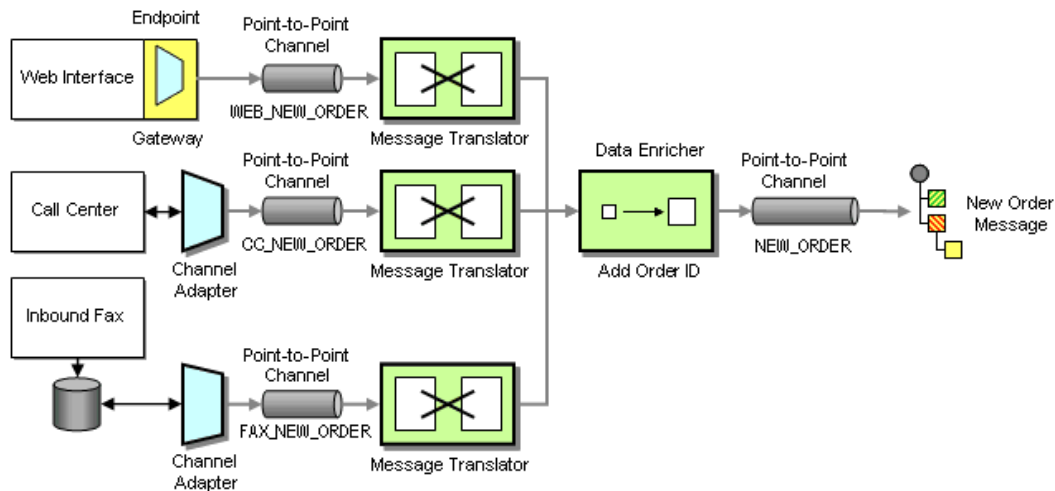 Endpoint
Point-to-Point
Channel
Web Interface
WEB_NEW_ORDER
Gateway
Message Translator
Point-to-Point
Channel
Call Center
CC_NEW_ORDER
Channel
Adapter
Message Translator
Data Enricher
Add Order ID
Point-to-Point
Channel
NEW_ORDER
New Order
Message
Inbound Fax
Point-to-Point
Channel
FAX_NEW_ORDER
Channel
Adapter
Message Translator